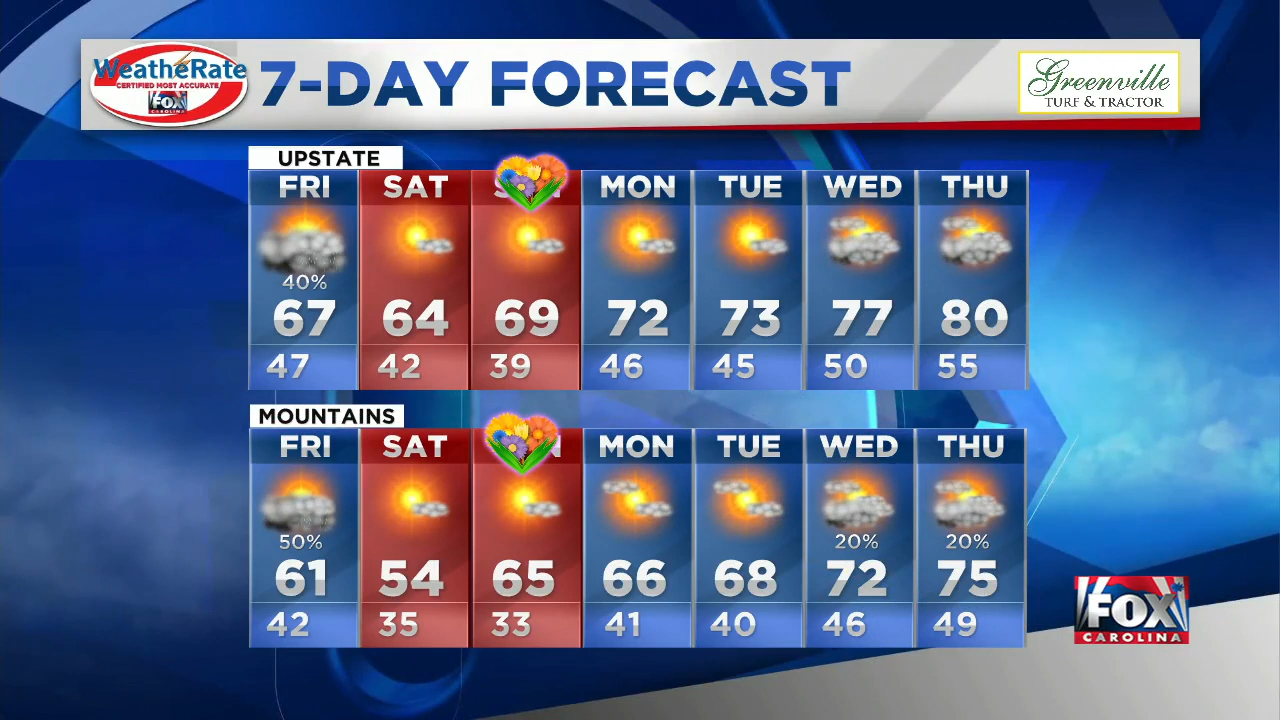 WeatheRate
CERTIFIED MOST ACCURATE
FOX
CAROLINA
7-DAY FORECAST
Greenville
TURF & TRACTOR
UPSTATE
FRI SAT MON TUE WED THU
40%
67 64 69 72 73 77 80
47 42 39 46 45 50 55
MOUNTAINS
FRI SAT MON TUE WED THU
50% 20% 20%
61 54 65 66 68 72 75
42 35 33 41 40 46 49
FOX
CAROLINA